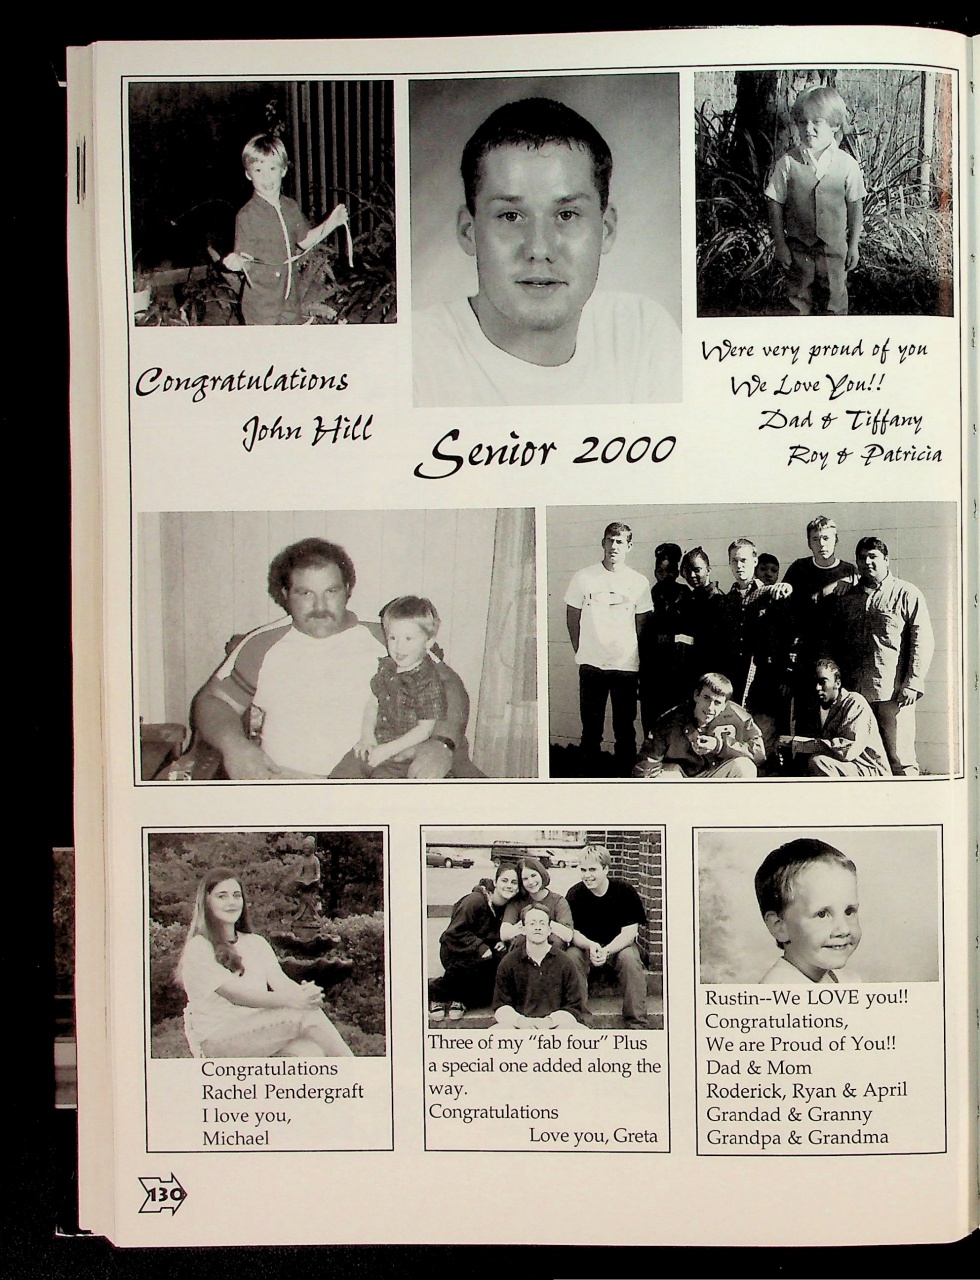 Congratulations
John Hill
Senior 2000
Were very proud of you
We Love You!!
Dad & Tiffany
Roy & Patricia
Congratulations
Rachel Pendergraft
I love you,
Michael
Three of my "fab four" Plus
a special one added along the
way.
Congratulations
Love you, Greta
Rustin--We LOVE you!!
Congratulations,
We are Proud of You!!
Dad & Mom
Roderick, Ryan & April
Grandad & Granny
Grandpa & Grandma
130